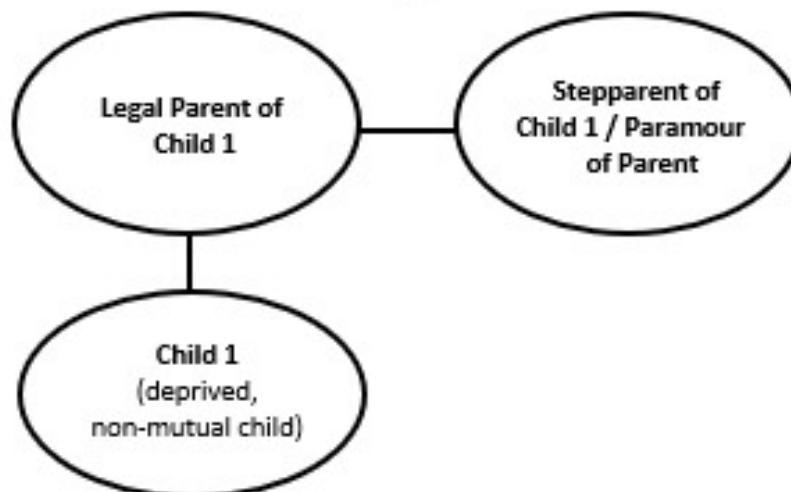 Legal Parent of
Child 1
Stepparent of
Child 1 / Paramour
of Parent
Child 1
(deprived,
non-mutual child)